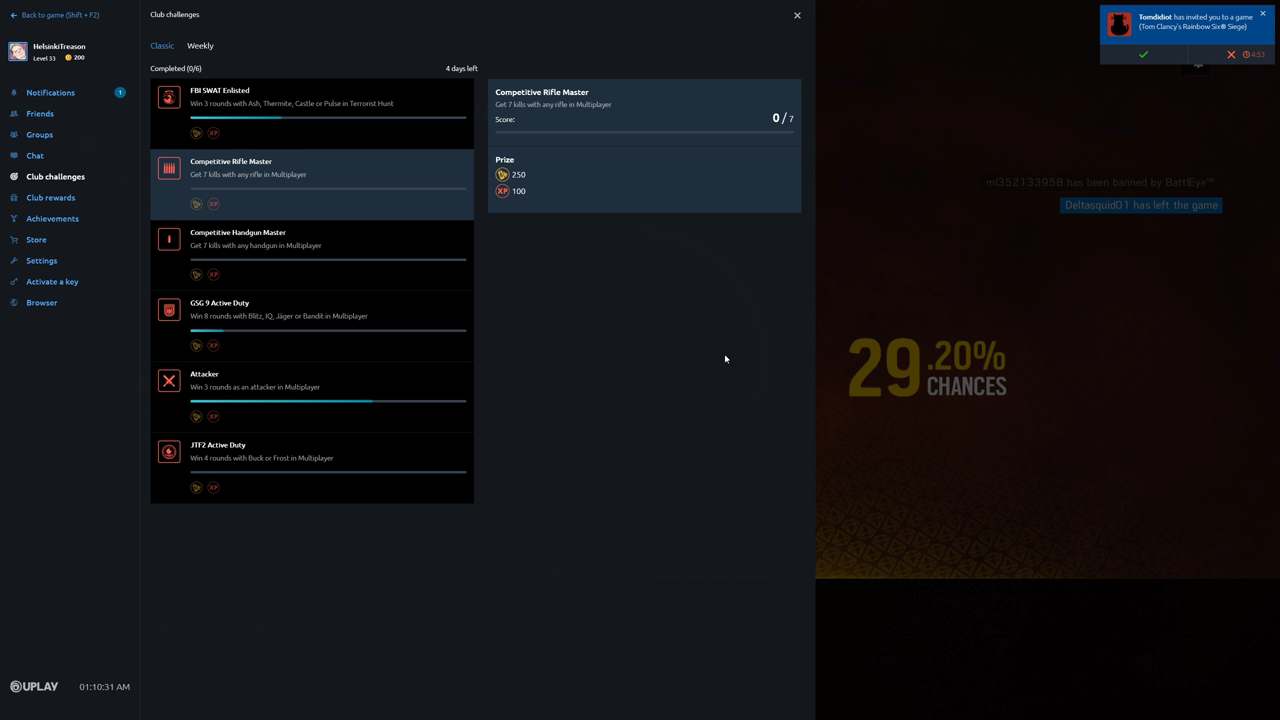 Back to game (Shift + F2)
HelsinkiTreason
Level 33
200
Notifications
1
Friends
Groups
Chat
Club challenges
Club rewards
Achievements
Store
Settings
Activate a key
Browser
UPLAY
01:10:31 AM
Club challenges
Classic
Weekly
Completed (0/6)
4 days left
FBI SWAT Enlisted
Win 3 rounds with Ash, Thermite, Castle or Pulse in Terrorist Hunt
XP
Competitive Rifle Master
Get 7 kills with any rifle in Multiplayer
XP
Competitive Handgun Master
Get 7 kills with any handgun in Multiplayer
XP
GSG 9 Active Duty
Win 8 rounds with Blitz, IQ, Jäger or Bandit in Multiplayer
XP
Attacker
Win 3 rounds as an attacker in Multiplayer
XP
JTF2 Active Duty
Win 4 rounds with Buck or Frost in Multiplayer
XP
Competitive Rifle Master
Get 7 kills with any rifle in Multiplayer
Score:
0 / 7
Prize
250
XP 100
Tomdidiot has invited you to a game
(Tom Clancy's Rainbow Six® Siege)
4:53
ml352133958 has been banned by BattlEye™
Deltasquid01 has left the game
29.20%
CHANCES